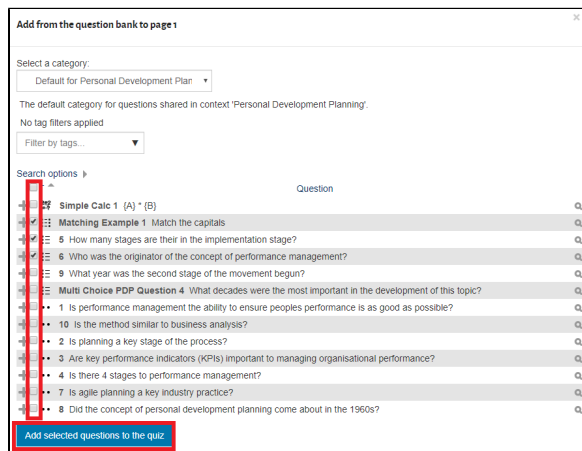 Add from the question bank to page 1
Select a category:
Default for Personal Development Plan
The default category for questions shared in context 'Personal Development Planning'.
No tag filters applied
Filter by tags...
Search options
Question
Simple Calc 1 {A} * {B}
Matching Example 1 Match the capitals
5 How many stages are their in the implementation stage?
6 Who was the originator of the concept of performance management?
9 What year was the second stage of the movement begun?
Multi Choice PDP Question 4 What decades were the most important in the development of this topic?
1 Is performance management the ability to ensure peoples performance is as good as possible?
10 Is the method similar to business analysis?
2 Is planning a key stage of the process?
3 Are key performance indicators (KPIs) important to managing organisational performance?
4 Is there 4 stages to performance management?
7 Is agile planning a key industry practice?
8 Did the concept of personal development planning come about in the 1960s?
Add selected questions to the quiz